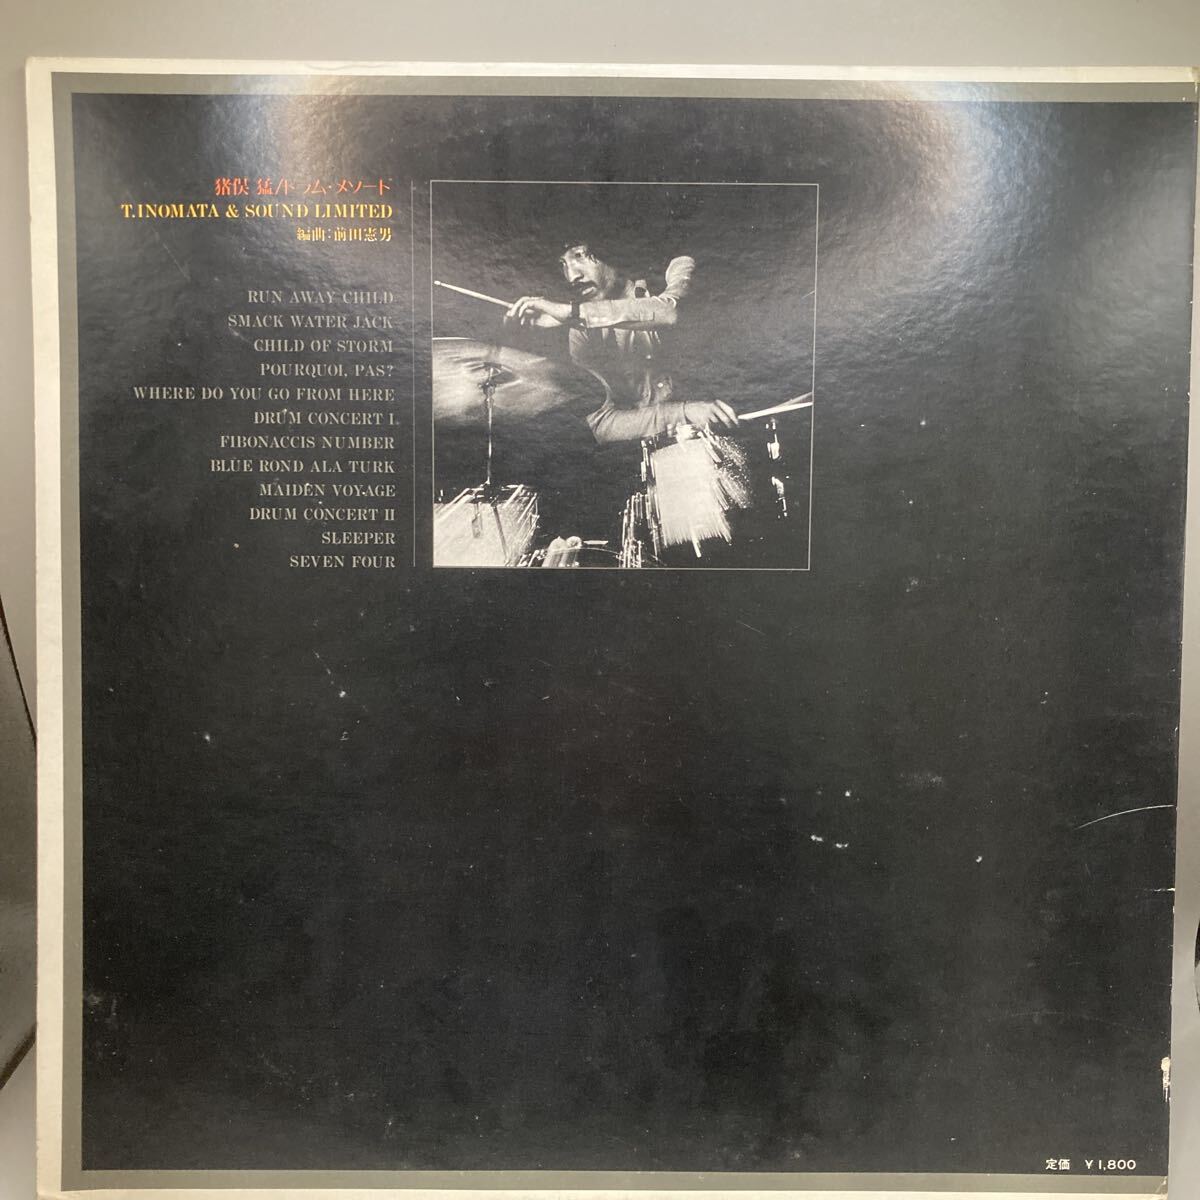 猪俣 猛/ドラム・メソード
T.INOMATA & SOUND LIMITED
編曲:前田憲男
RUN AWAY CHILD
SMACK WATER JACK
CHILD OF STORM
POURQUOI, PAS?
WHERE DO YOU GO FROM HERE
DRUM CONCERT I
FIBONACCIS NUMBER
BLUE ROND ALA TURK
MAIDEN VOYAGE
DRUM CONCERT II
SLEEPER
SEVEN FOUR
定価 ¥1,800